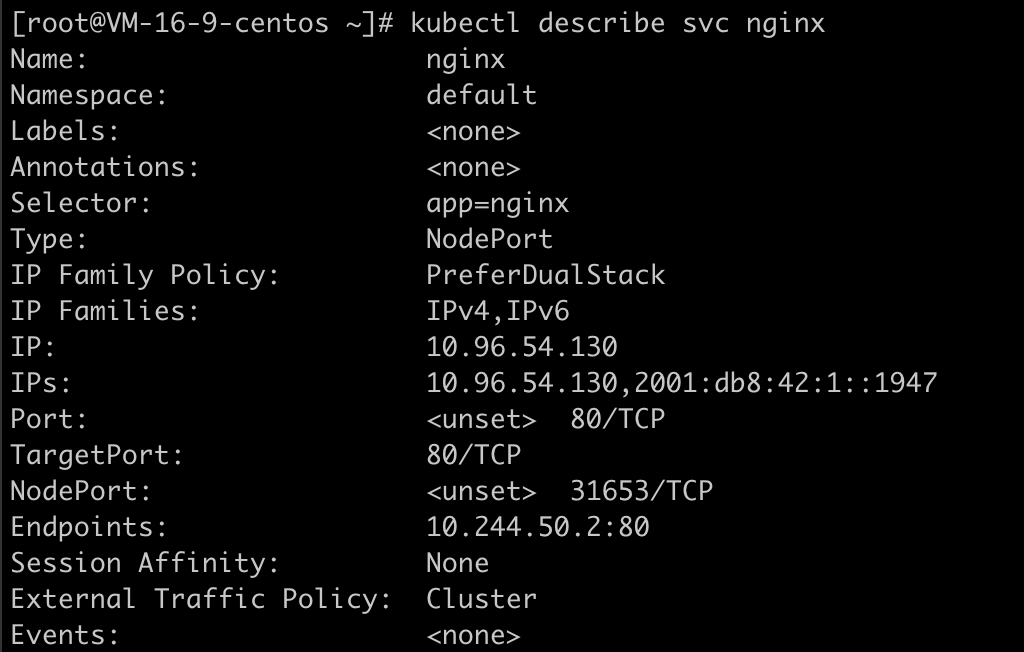 [root@VM-16-9-centos ~]# kubectl describe svc nginx
Name:                     nginx
Namespace:                default
Labels:                   <none>
Annotations:              <none>
Selector:                 app=nginx
Type:                     NodePort
IP Family Policy:         PreferDualStack
IP Families:              IPv4,IPv6
IP:                       10.96.54.130
IPs:                      10.96.54.130,2001:db8:42:1::1947
Port:                     <unset>  80/TCP
TargetPort:               80/TCP
NodePort:                 <unset>  31653/TCP
Endpoints:                10.244.50.2:80
Session Affinity:         None
External Traffic Policy:  Cluster
Events:                   <none>